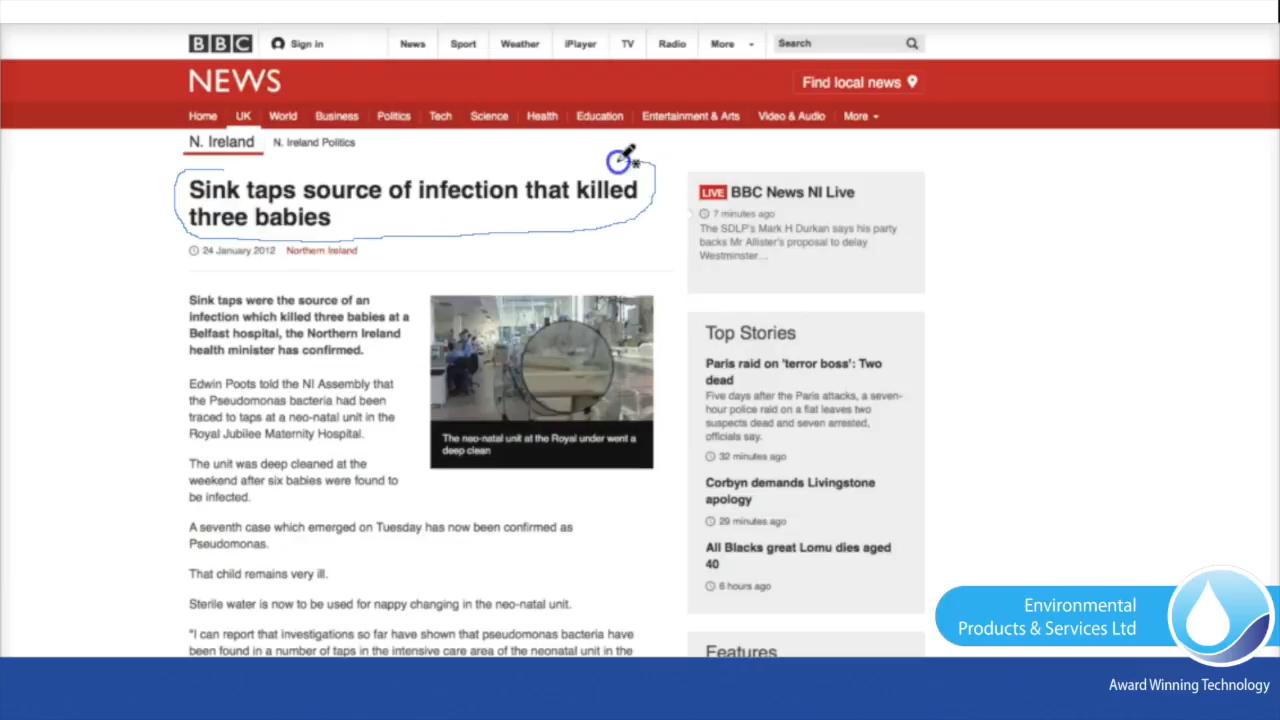 BBC
Sign in
News
Sport
Weather
iPlayer
TV
Radio
More
Search
NEWS
Find local news
Home
UK
World
Business
Politics
Tech
Science
Health
Education
Entertainment & Arts
Video & Audio
More
N. Ireland
N. Ireland Politics
Sink taps source of infection that killed
three babies
24 January 2012
Northern Ireland
Sink taps were the source of an
infection which killed three babies at a
Belfast hospital, the Northern Ireland
health minister has confirmed.
Edwin Poots told the NI Assembly that
the Pseudomonas bacteria had been
traced to taps at a neo-natal unit in the
Royal Jubilee Maternity Hospital.
The neo-natal unit at the Royal under went a
deep clean
The unit was deep cleaned at the
weekend after six babies were found to
be infected.
A seventh case which emerged on Tuesday has now been confirmed as
Pseudomonas.
That child remains very ill.
Sterile water is now to be used for nappy changing in the neo-natal unit.
"I can report that investigations so far have shown that pseudomonas bacteria have
been found in a number of taps in the intensive care area of the neonatal unit in the
LIVE BBC News NI Live
7 minutes ago
The SDLP's Mark H Durkan says his party
backs Mr Allister's proposal to delay
Westminster...
Top Stories
Paris raid on 'terror boss': Two
dead
Five days after the Paris attacks, a seven-
hour police raid on a flat leaves two
suspects dead and seven arrested,
officials say.
32 minutes ago
Corbyn demands Livingstone
apology
29 minutes ago
All Blacks great Lomu dies aged
40
6 hours ago
Features
Environmental
Products & Services Ltd
Award Winning Technology